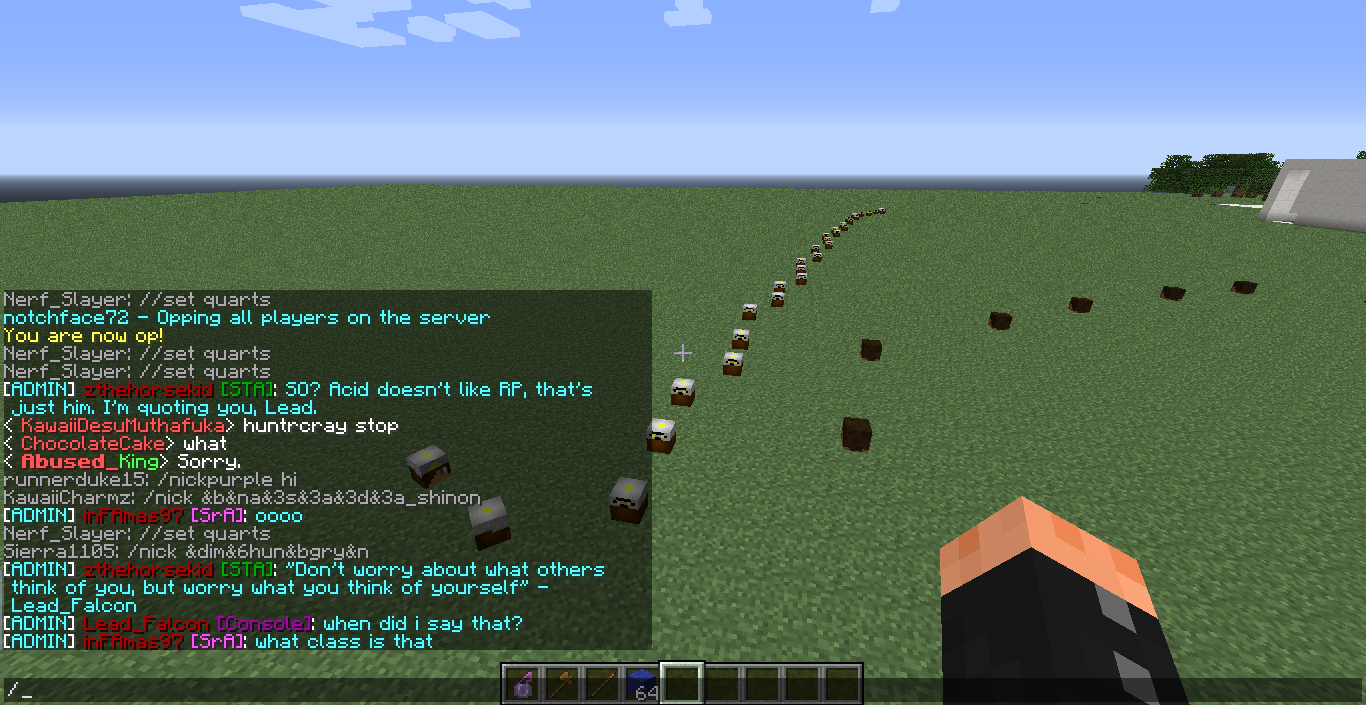 Nerf_Slayer: //set quarts
notchface72 - Opping all players on the server
You are now op!
Nerf_Slayer: //set quarts
Nerf_Slayer: //set quarts
[ADMIN] zthehorsekid [STA]: SO? Acid doesn't like RP, that's
just him. I'm quoting you, Lead.
< KawaiiDesuMuthafuka> huntrcray stop
< ChocolateCake> what
< Abused_King> Sorry.
runnerduke15: /nickpurple hi
KawaiiCharmz: /nick &b&na&3s&3a&3d&3a_shinon
[ADMIN] inFAmas97 [SrA]: oooo
Nerf_Slayer: //set quarts
Sierra1105: /nick &dim&6hun&bgry&n
[ADMIN] zthehorsekid [STA]: "Don't worry about what others
think of you, but worry what you think of yourself" -
Lead_Falcon
[ADMIN] Lead_Falcon [Console]: when did i say that?
[ADMIN] inFAmas97 [SrA]: what class is that
64
/_